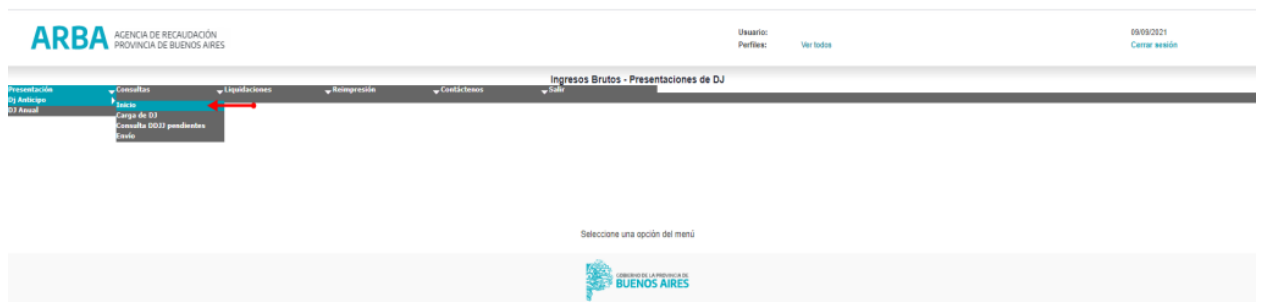 ARBA AGENCIA DE RECAUDACIÓN
PROVINCIA DE BUENOS AIRES
Usuario:
Perfiles: Ver todos
09/09/2021
Cerrar sesión
Ingresos Brutos - Presentaciones de DJ
Presentación Consultas Liquidaciones Reimpresión Contáctenos Salir
Dj Anticipo
DJ Anual
Inicio
Carga de DJ
Consulta DDJJ pendientes
Envío
Seleccione una opción del menú
GOBIERNO DE LA PROVINCIA DE
BUENOS AIRES